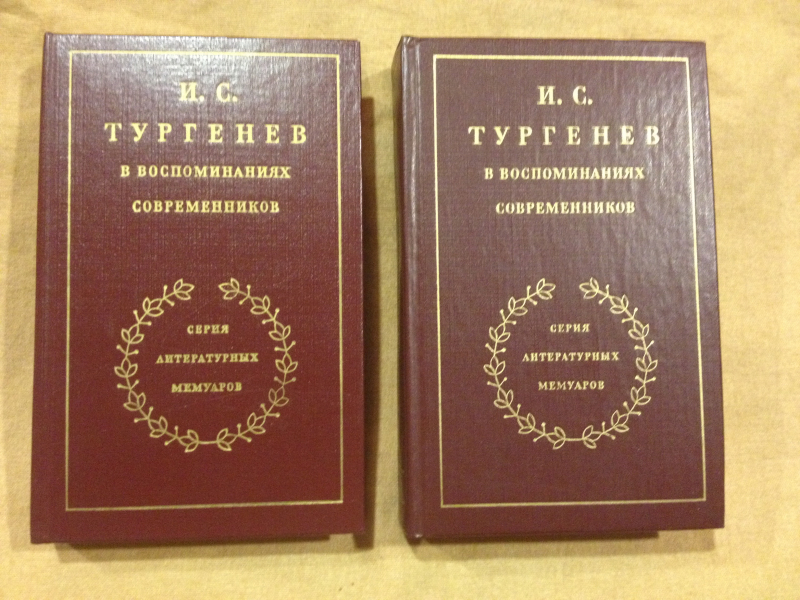 И. С.
ТУРГЕНЕВ
В ВОСПОМИНАНИЯХ
СОВРЕМЕННИКОВ
СЕРИЯ
ЛИТЕРАТУРНЫХ
МЕМУАРОВ
И. С.
ТУРГЕНЕВ
В ВОСПОМИНАНИЯХ
СОВРЕМЕННИКОВ
СЕРИЯ
ЛИТЕРАТУРНЫХ
МЕМУАРОВ